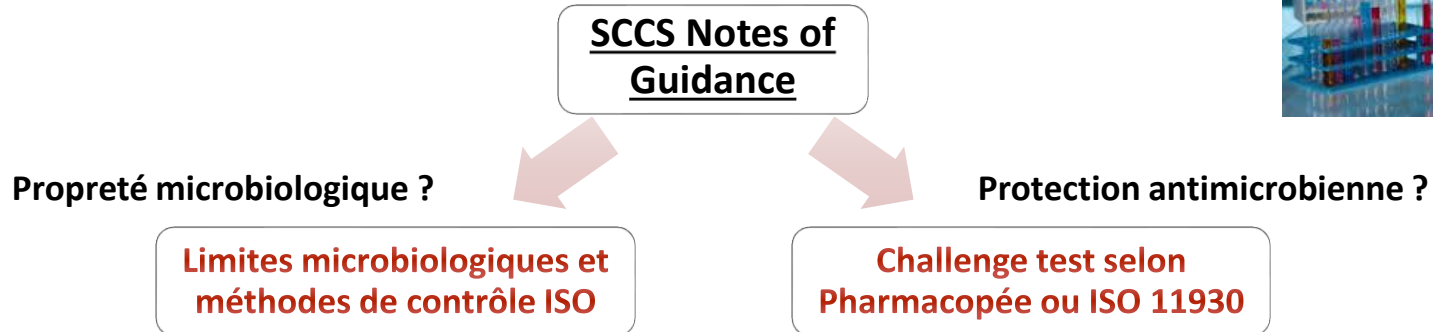 SCCS Notes of
Guidance
Propreté microbiologique ?
Protection antimicrobienne ?
Limites microbiologiques et
méthodes de contrôle ISO
Challenge test selon
Pharmacopée ou ISO 11930